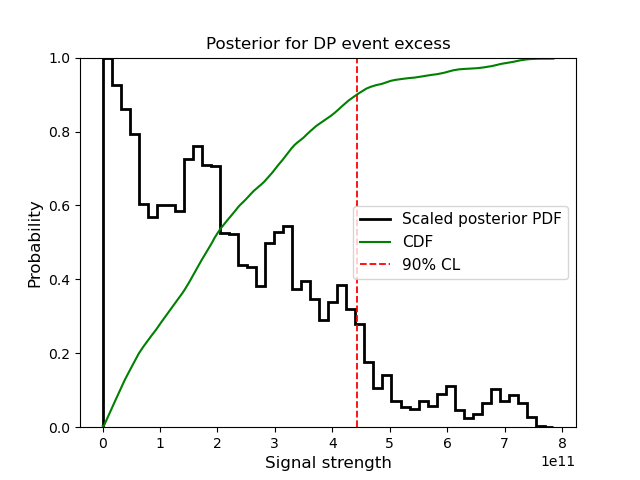 Posterior for DP event excess
1.0
0.8
0.6
0.4
0.2
0.0
Probability
Scaled posterior PDF
CDF
90% CL
0 1 2 3 4 5 6 7 8
1e11
Signal strength